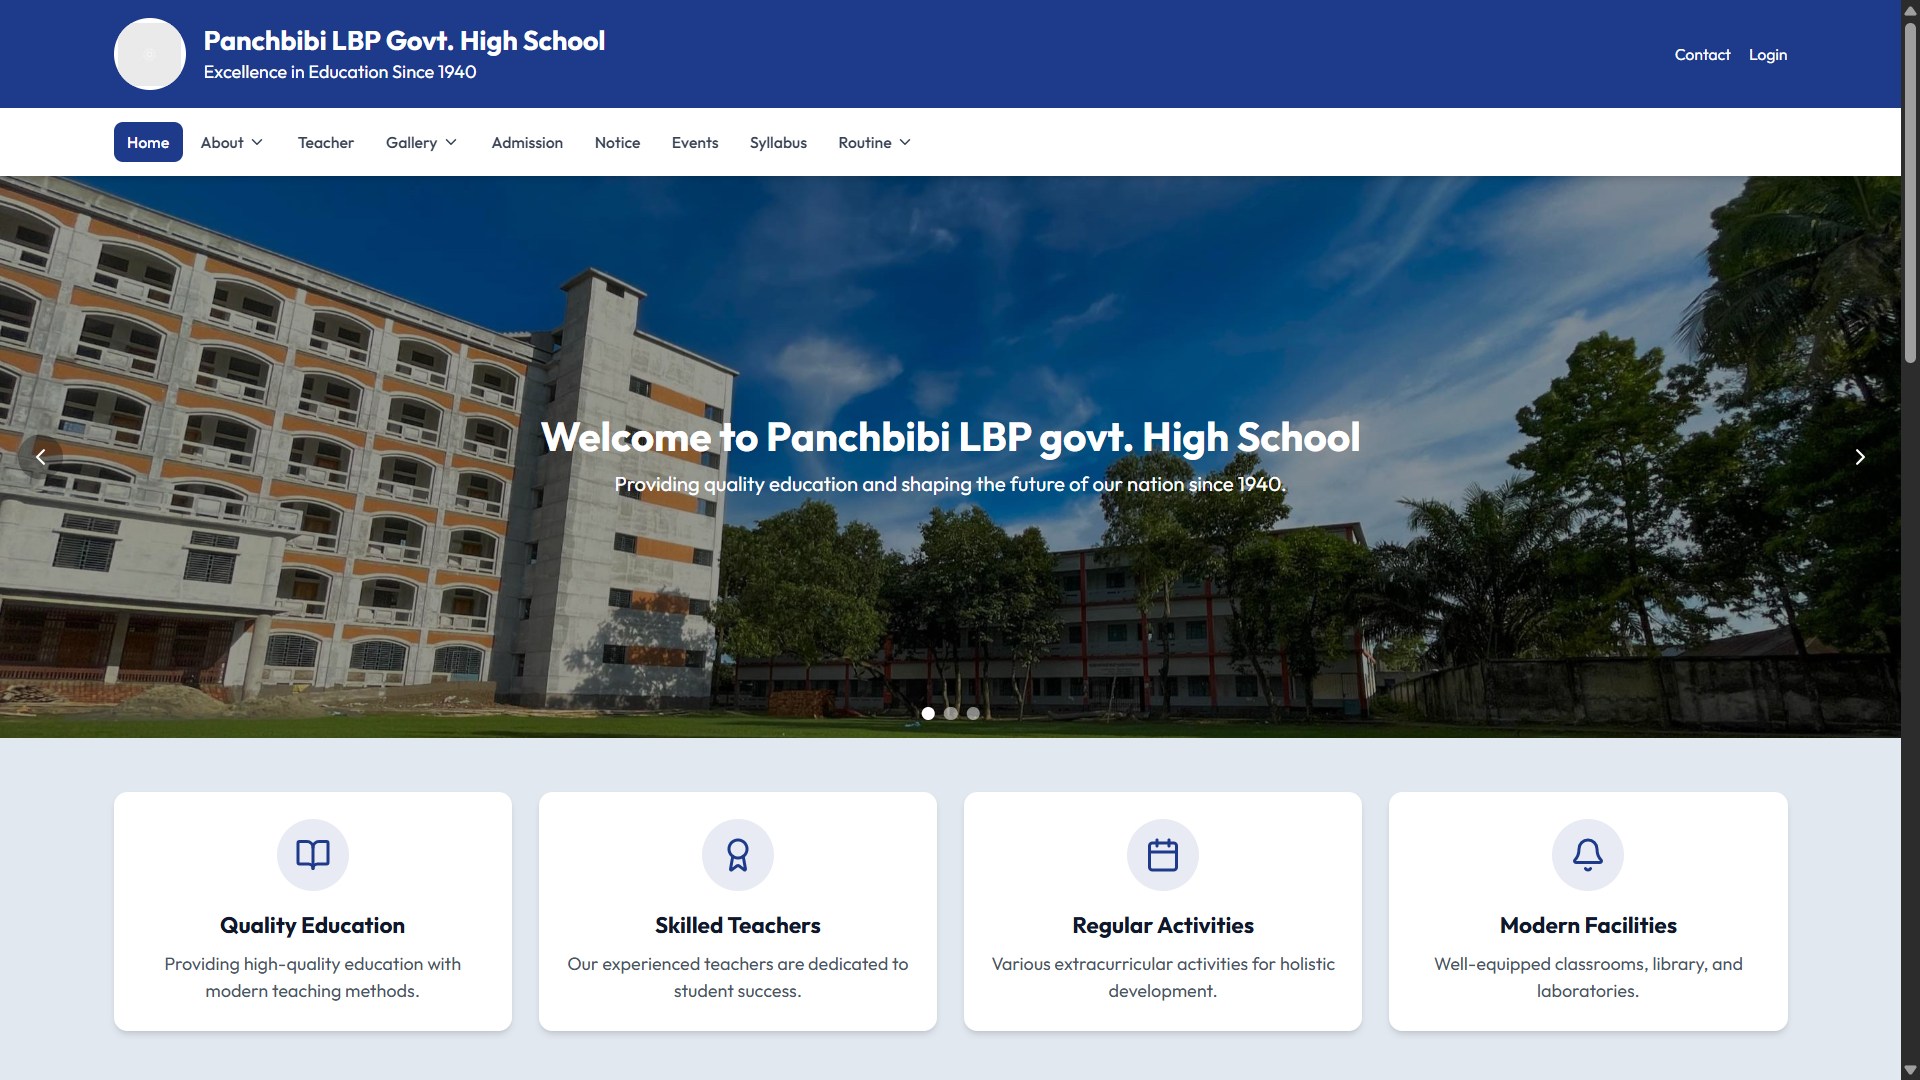 Panchbibi LBP Govt. High School
Excellence in Education Since 1940
Contact Login
Home About Teacher Gallery Admission Notice Events Syllabus Routine
Welcome to Panchbibi LBP govt. High School
Providing quality education and shaping the future of our nation since 1940.
Quality Education
Providing high-quality education with
modern teaching methods.
Skilled Teachers
Our experienced teachers are dedicated to
student success.
Regular Activities
Various extracurricular activities for holistic
development.
Modern Facilities
Well-equipped classrooms, library, and
laboratories.